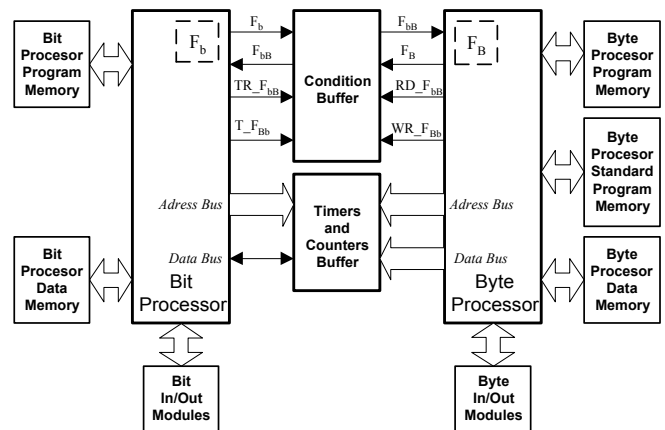 Bit
Procesor
Program
Memory
F_b
F_b
F_bB
TR_F_bB
T_F_Bb
Condition
Buffer
F_bB
F_B
RD_F_bB
WR_F_Bb
F_B
Byte
Procesor
Program
Memory
Byte
Procesor
Standard
Program
Memory
Adress Bus
Timers
and
Counters
Buffer
Adress Bus
Data Bus
Data Bus
Bit
Procesor
Data
Memory
Bit
Processor
Byte
Processor
Byte
Procesor
Data
Memory
Bit
In/Out
Modules
Byte
In/Out
Modules